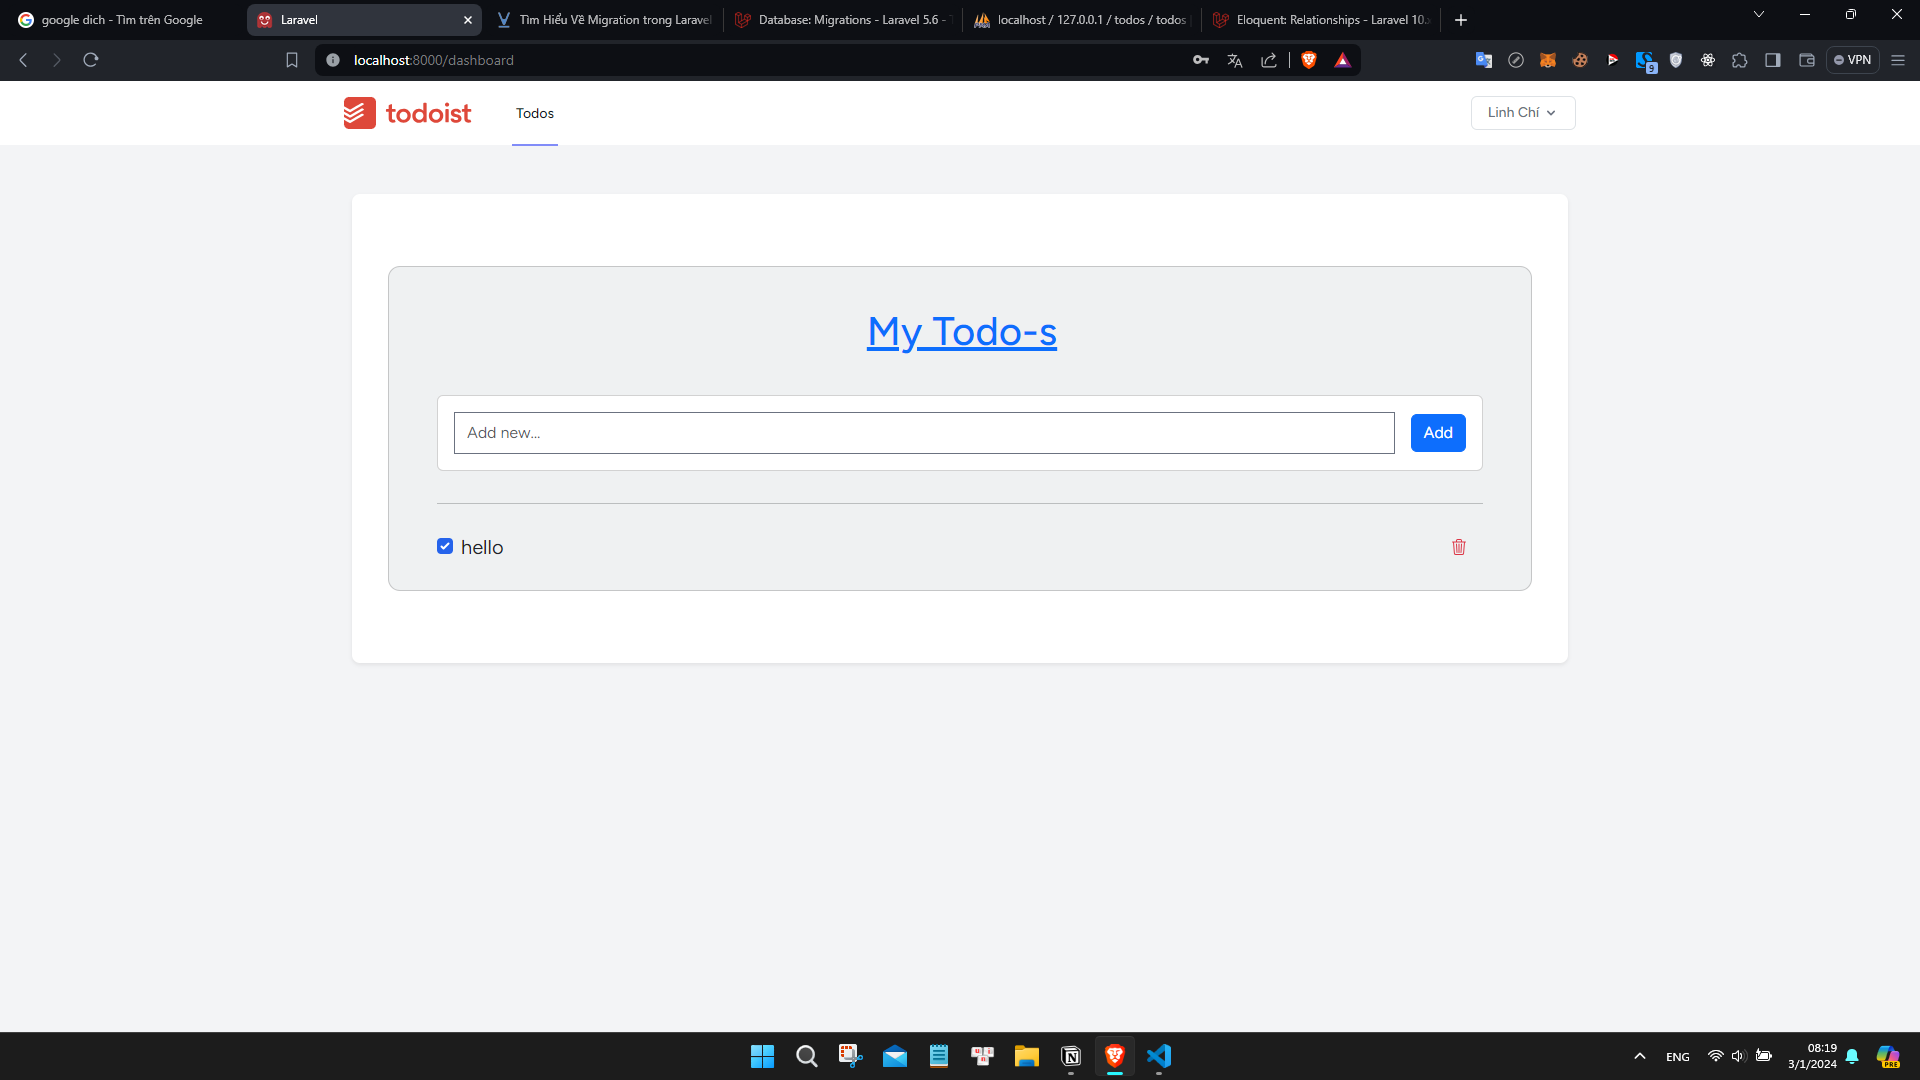 google dich - Tìm trên Google
Laravel
Tìm Hiểu Về Migration trong Laravel
Database: Migrations - Laravel 5.6 -
localhost / 127.0.0.1 / todos / todos
Eloquent: Relationships - Laravel 10.x
localhost:8000/dashboard
9
VPN
todoist
Todos
Linh Chí
My Todo-s
Add new...
Add
hello
ENG
08:19
3/1/2024
PRE